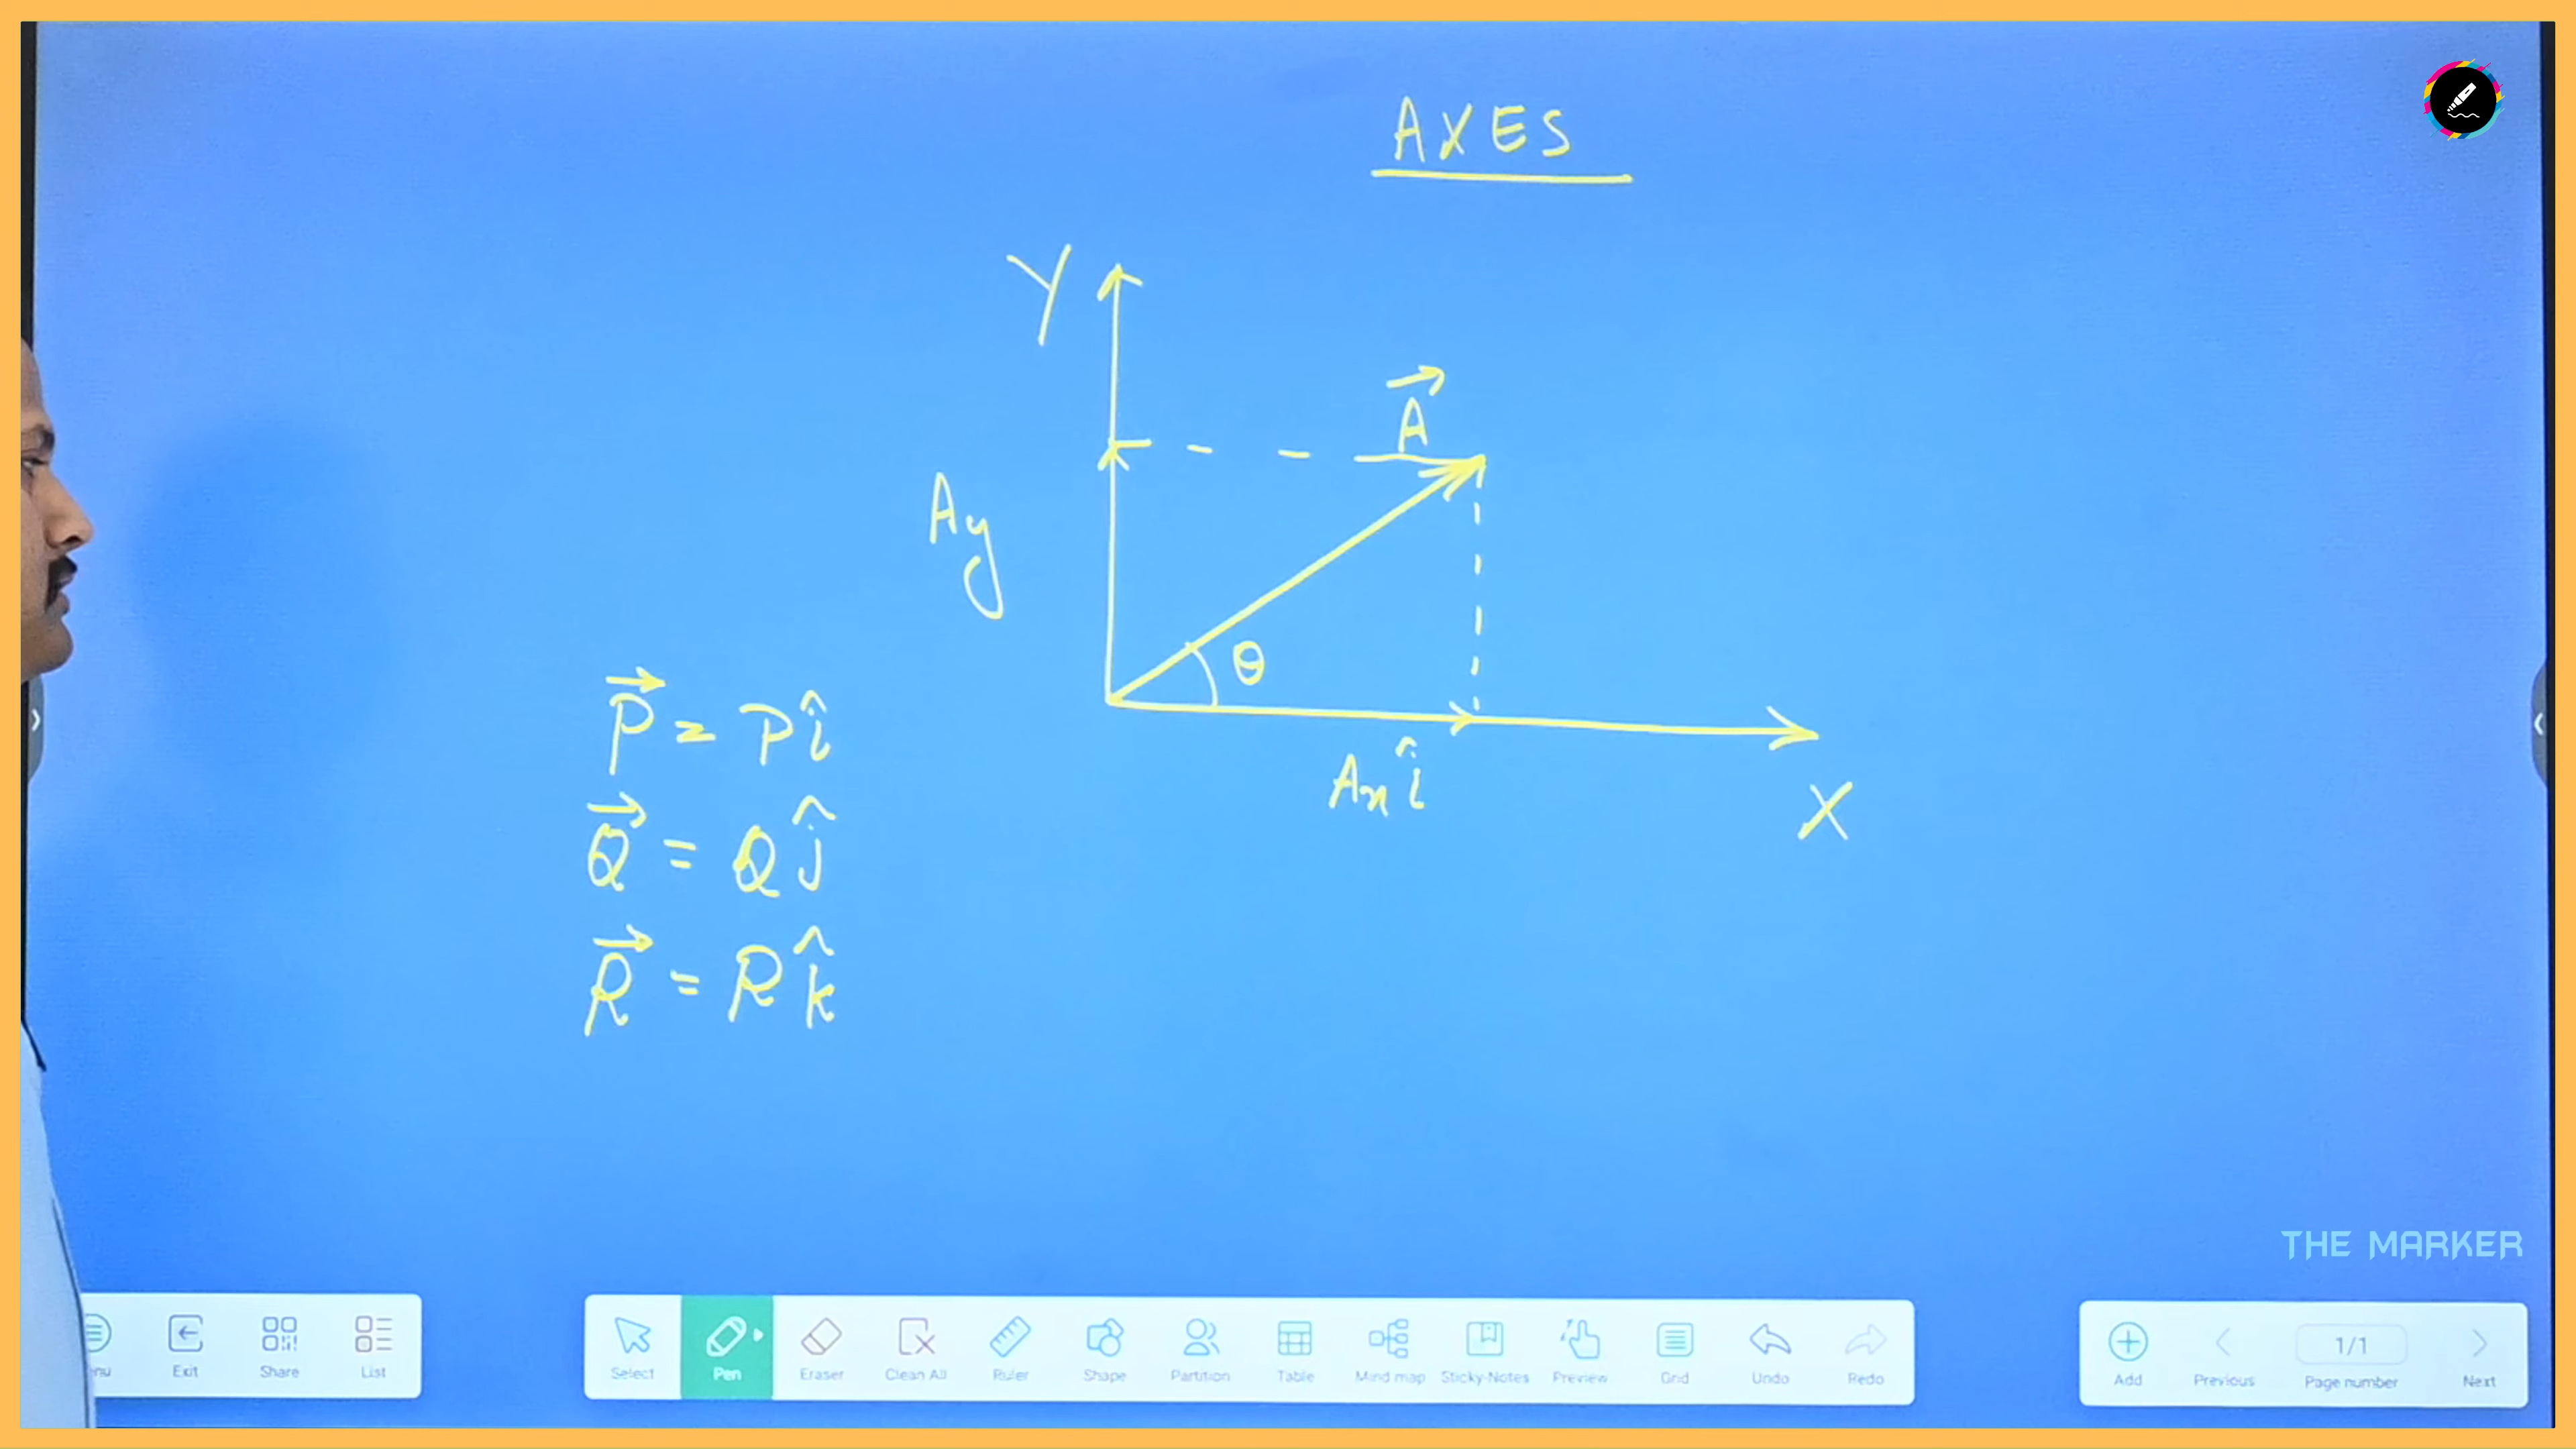 AXES
Y
A
Ay
θ
P = P î
Ax î
X
Q = Q ĵ
R = R k̂
THE MARKER
Exit
Share
List
Select
Pen
Eraser
Clean All
Ruler
Shape
Partition
Table
Mind map
Sticky-Notes
Preview
Grid
Undo
Redo
Add
Previous
1/1
Page number
Next